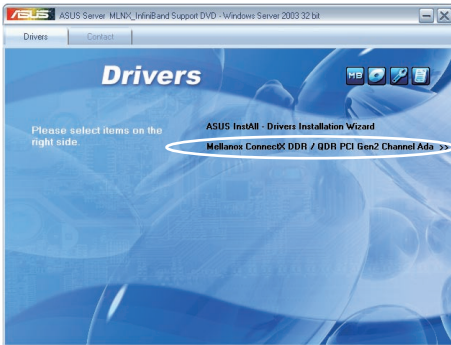 ASUS
ASUS Server MLNX_InfiniBand Support DVD - Windows Server 2003 32 bit
Drivers
Contact
Drivers
MB
Please select items on the
right side.
ASUS InstAll - Drivers Installation Wizard
Mellanox ConnectX DDR / QDR PCI Gen2 Channel Ada >>